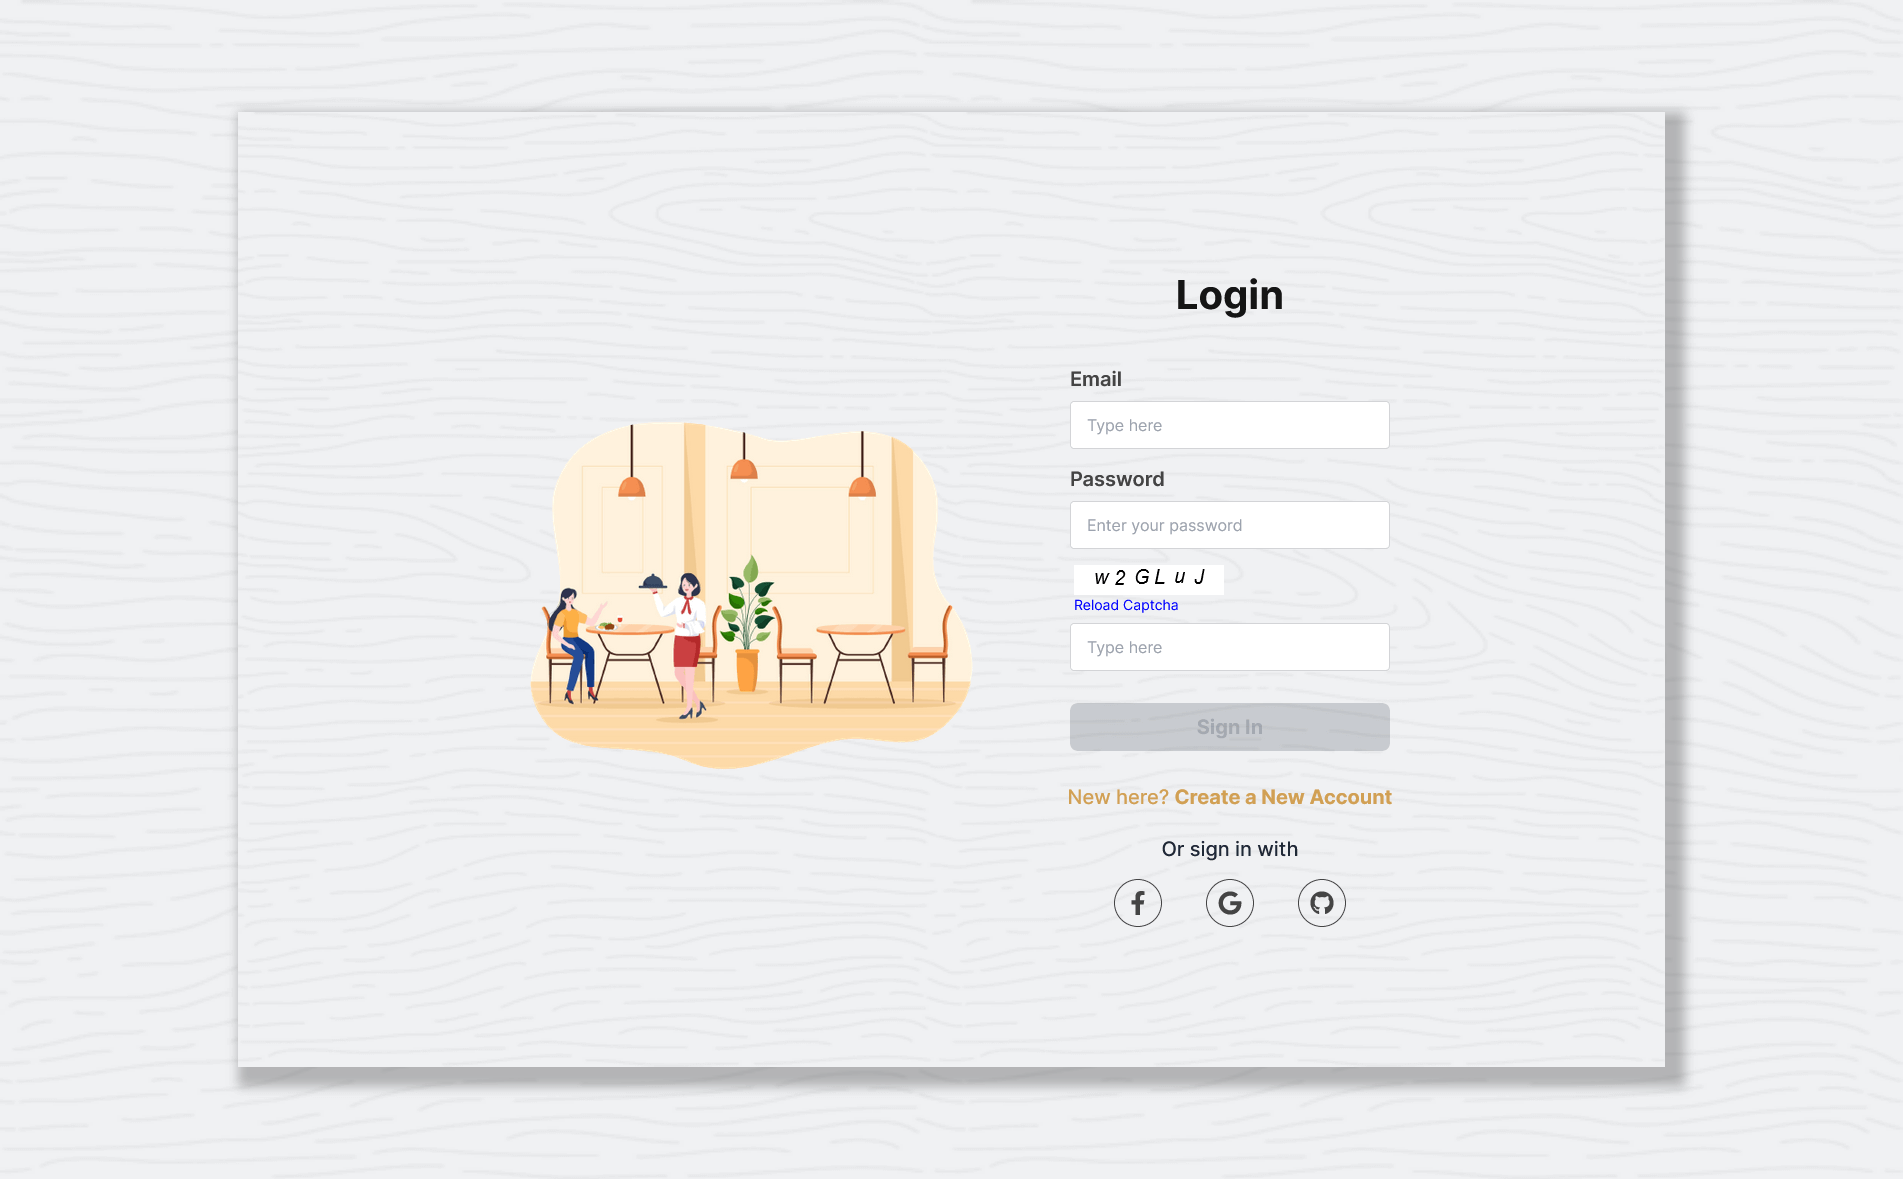 Login
Email
Type here
Password
Enter your password
w 2 G L u J
Reload Captcha
Type here
Sign In
New here? Create a New Account
Or sign in with